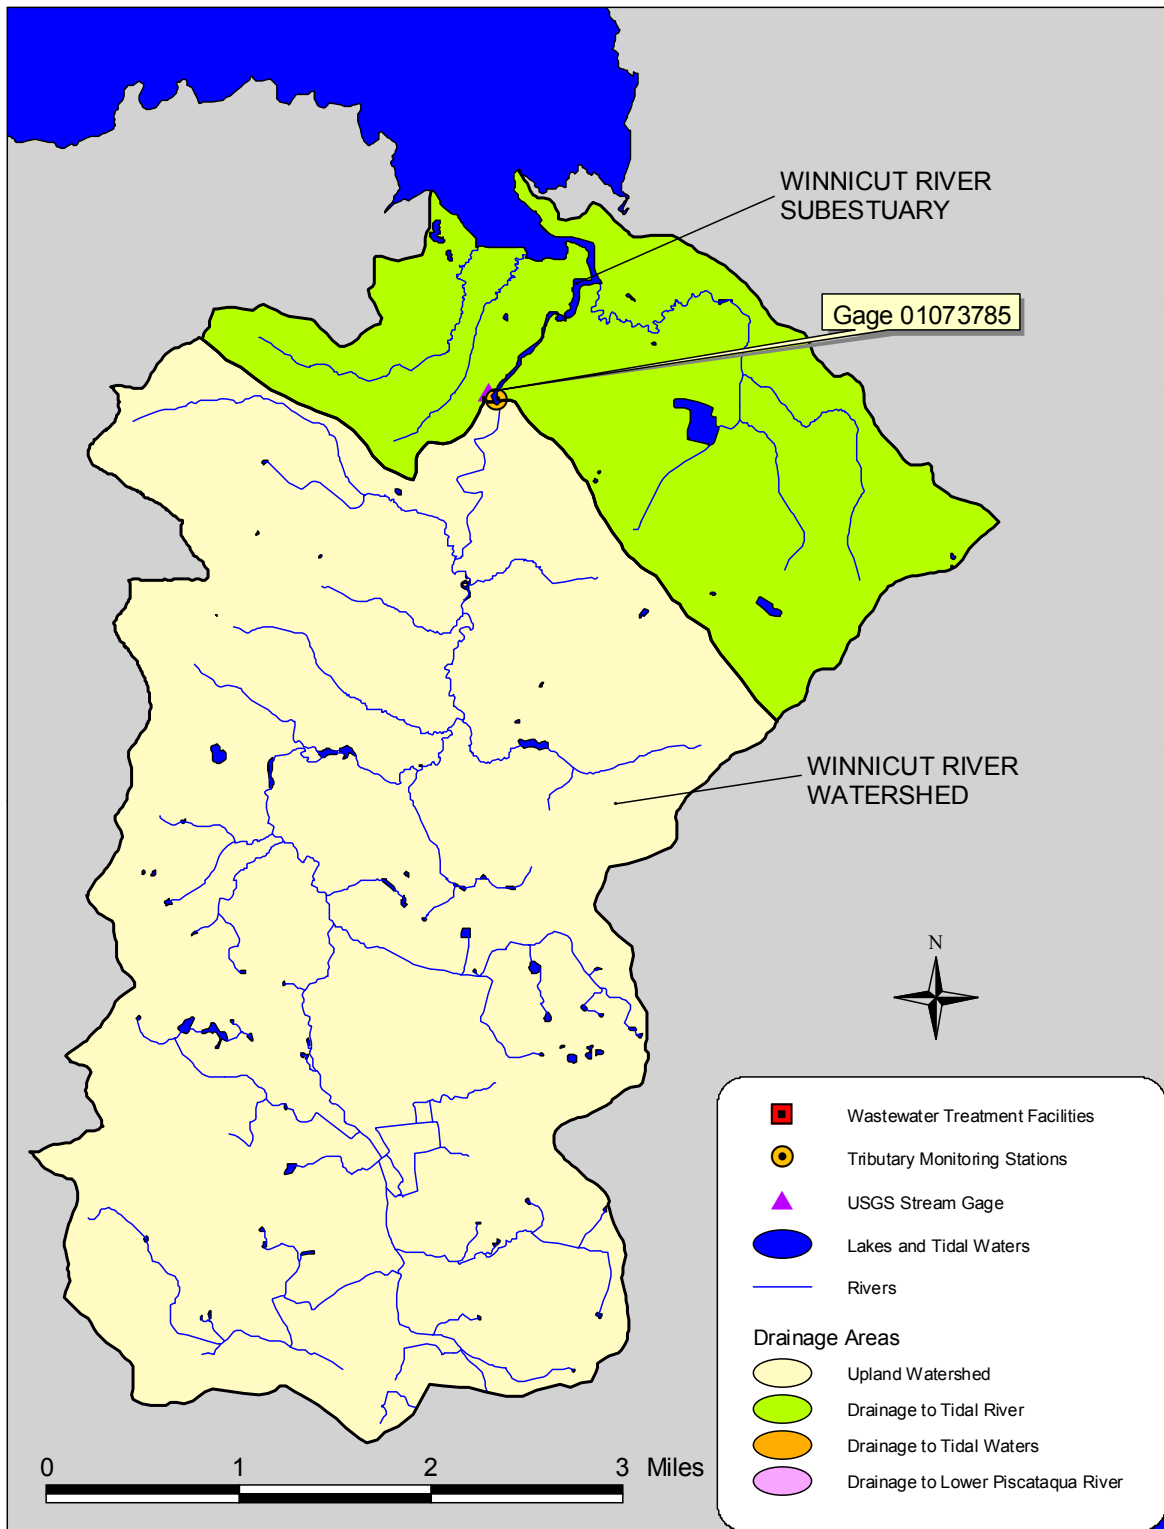 WINNICUT RIVER
SUBESTUARY
Gage 01073785
WINNICUT RIVER
WATERSHED
N
Wastewater Treatment Facilities
Tributary Monitoring Stations
USGS Stream Gage
Lakes and Tidal Waters
Rivers
Drainage Areas
Upland Watershed
Drainage to Tidal River
Drainage to Tidal Waters
Drainage to Lower Piscataqua River
0 1 2 3 Miles